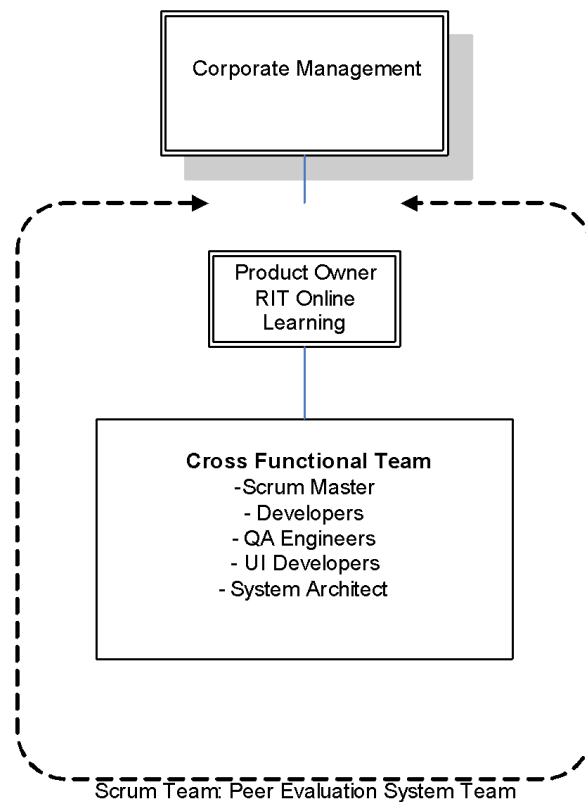 Corporate Management
Product Owner
RIT Online
Learning
Cross Functional Team
-Scrum Master
- Developers
- QA Engineers
- UI Developers
- System Architect
Scrum Team: Peer Evaluation System Team